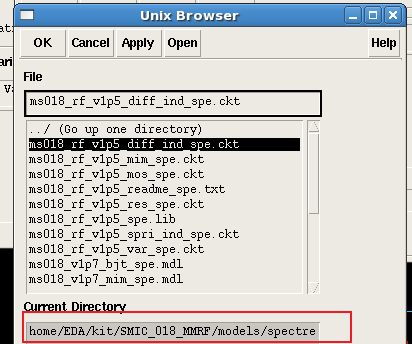 Unix Browser
OK Cancel Apply Open Help
File
ms018_rf_v1p5_diff_ind_spe.ckt
../ (Go up one directory)
ms018_rf_v1p5_diff_ind_spe.ckt
ms018_rf_v1p5_mim_spe.ckt
ms018_rf_v1p5_mos_spe.ckt
ms018_rf_v1p5_readme_spe.txt
ms018_rf_v1p5_res_spe.ckt
ms018_rf_v1p5_spe.lib
ms018_rf_v1p5_spri_ind_spe.ckt
ms018_rf_v1p5_var_spe.ckt
ms018_v1p7_bjt_spe.mdl
ms018_v1p7_mim_spe.mdl
Current Directory
home/EDA/kit/SMIC_018_MMRF/models/spectre